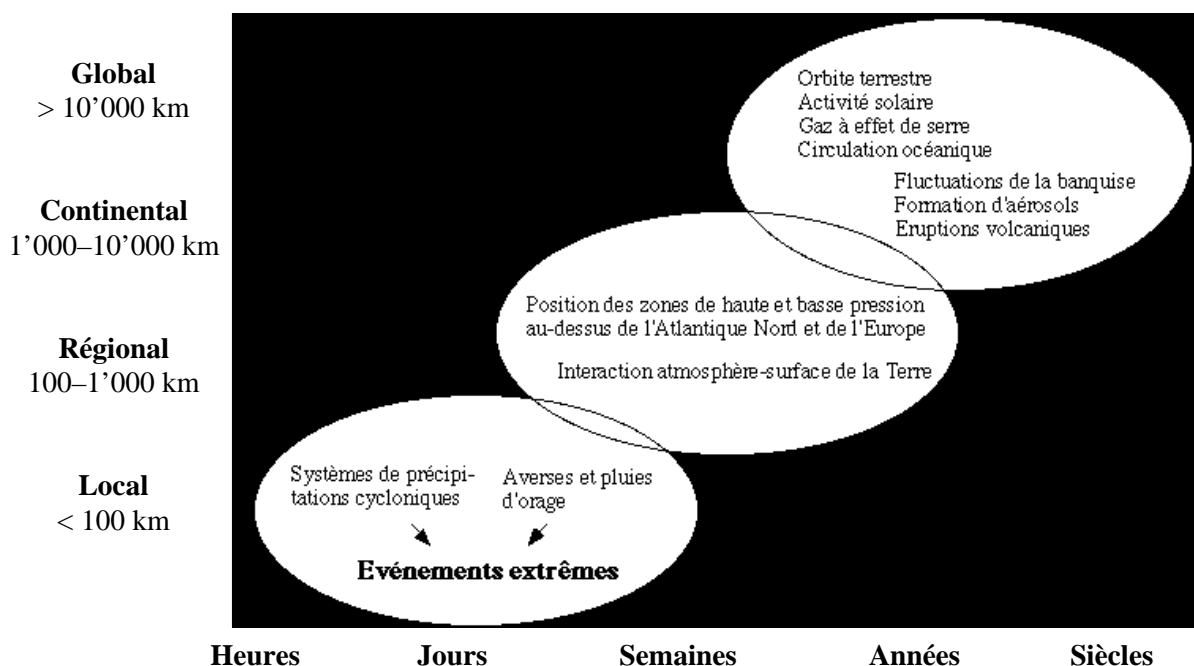 Global
> 10’000 km
Continental
1’000–10’000 km
Régional
100–1’000 km
Local
< 100 km
Orbite terrestre
Activité solaire
Gaz à effet de serre
Circulation océanique
Fluctuations de la banquise
Formation d'aérosols
Eruptions volcaniques
Position des zones de haute et basse pression
au-dessus de l'Atlantique Nord et de l'Europe
Interaction atmosphère-surface de la Terre
Systèmes de précipi-
tations cycloniques
Averses et pluies
d'orage
Evénements extrêmes
Heures Jours Semaines Années Siècles